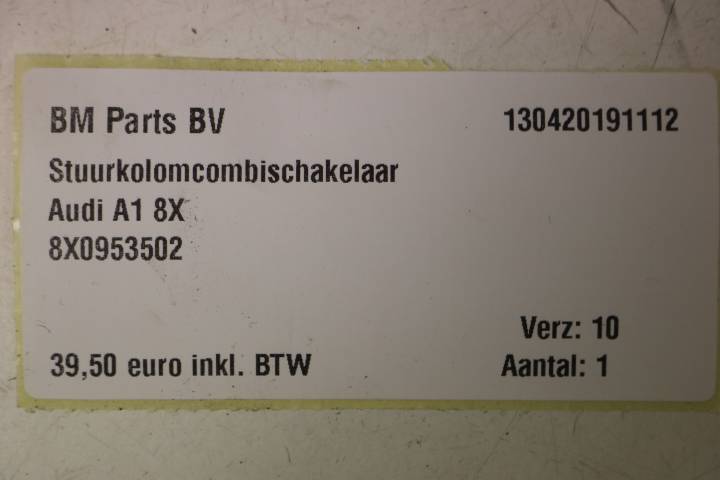 BM Parts BV 130420191112
Stuurkolomcombischakelaar
Audi A1 8X
8X0953502
Verz: 10
39,50 euro inkl. BTW Aantal: 1